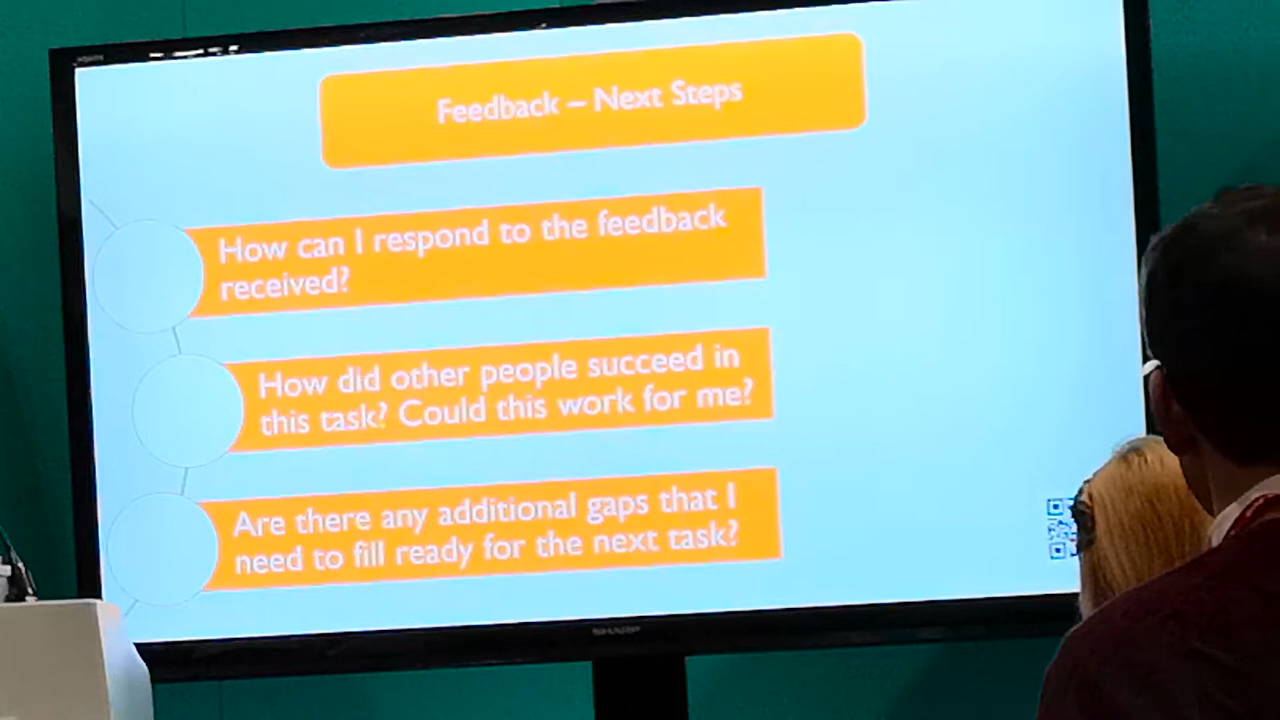 Feedback – Next Steps
How can I respond to the feedback
received?
How did other people succeed in
this task? Could this work for me?
Are there any additional gaps that I
need to fill ready for the next task?
SHARP